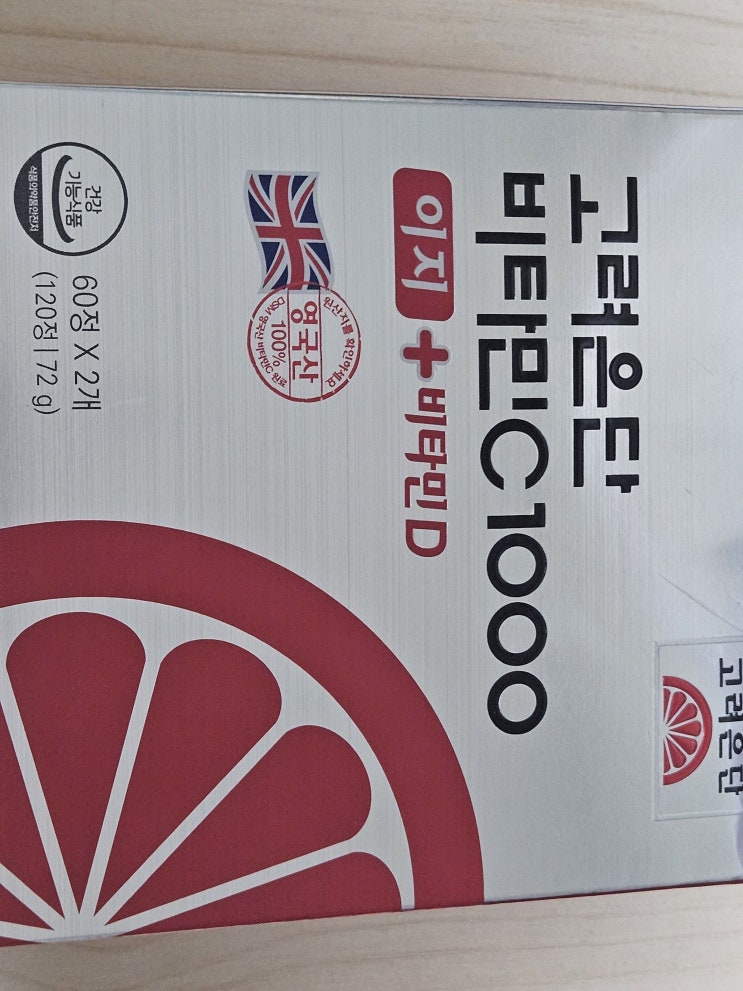 고려은단
고려은단
비타민C1000
이지
+비타민D
원산지를 확인하세요
영국산
100%
DSM 영국산 비타민C 원료
건강
기능식품
식품의약품안전처
60정 X 2개
(120정 | 72 g)